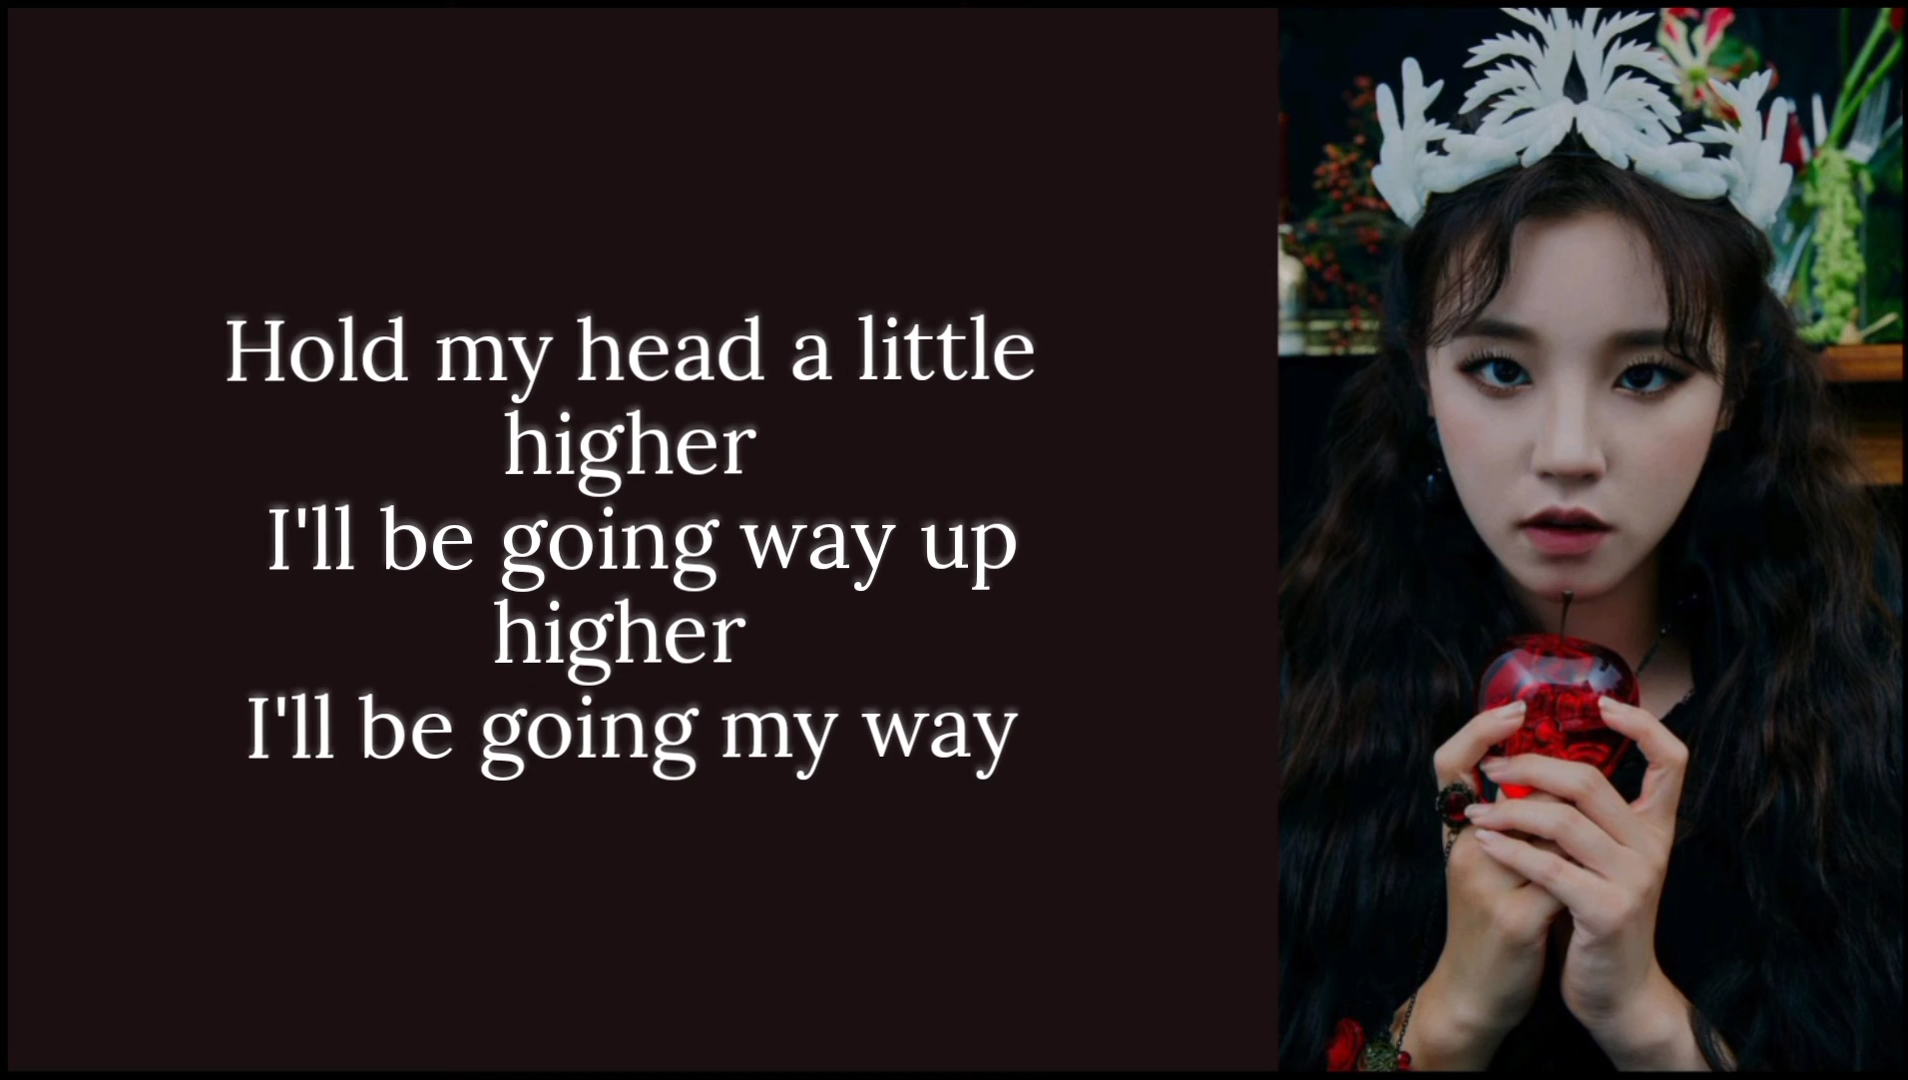 Hold my head a little
higher
I'll be going way up
higher
I'll be going my way